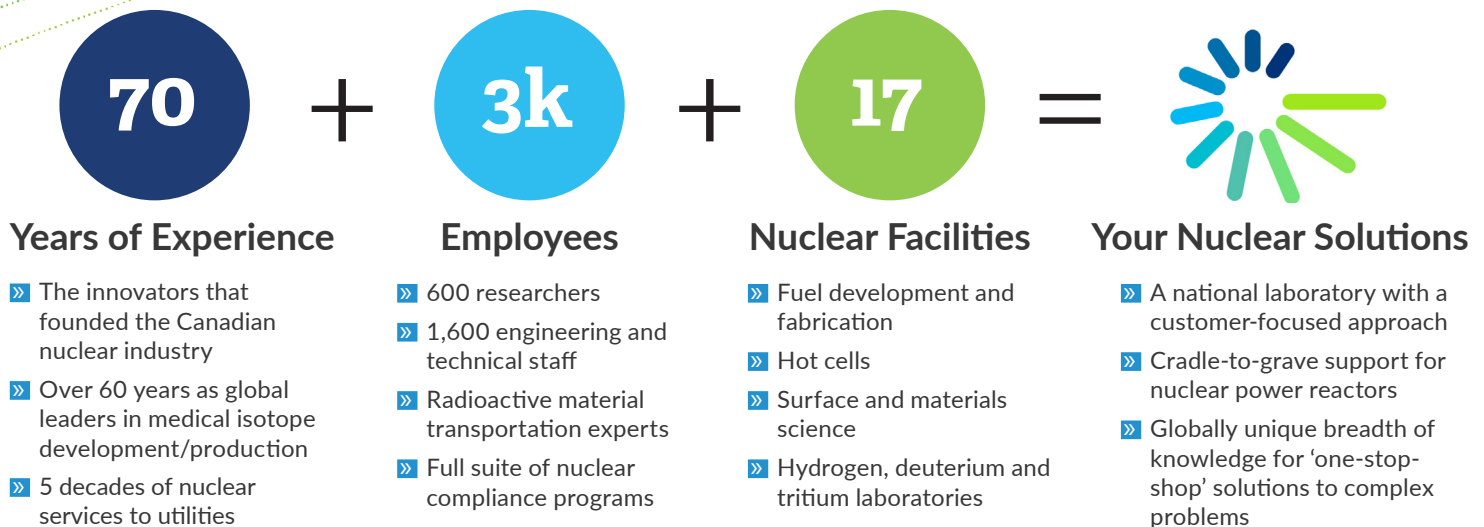 70
+
3k
+
17
=
Years of Experience
» The innovators that
founded the Canadian
nuclear industry
» Over 60 years as global
leaders in medical isotope
development/production
» 5 decades of nuclear
services to utilities
Employees
» 600 researchers
» 1,600 engineering and
technical staff
» Radioactive material
transportation experts
» Full suite of nuclear
compliance programs
Nuclear Facilities
» Fuel development and
fabrication
» Hot cells
» Surface and materials
science
» Hydrogen, deuterium and
tritium laboratories
Your Nuclear Solutions
» A national laboratory with a
customer-focused approach
» Cradle-to-grave support for
nuclear power reactors
» Globally unique breadth of
knowledge for ‘one-stop-
shop’ solutions to complex
problems